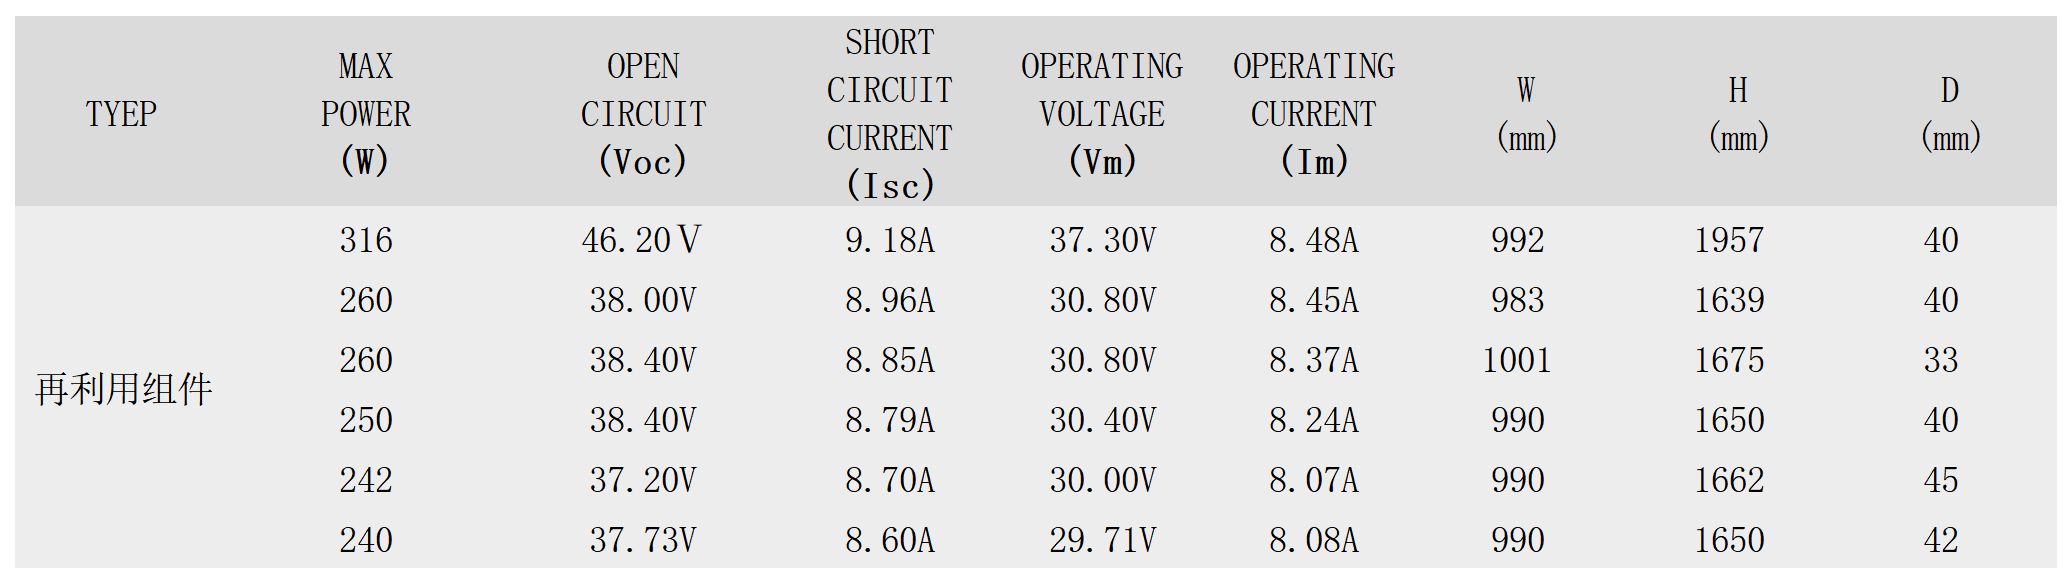 TYEP MAX POWER (W) OPEN CIRCUIT (Voc) SHORT CIRCUIT CURRENT (Isc) OPERATING VOLTAGE (Vm) OPERATING CURRENT (Im) W (mm) H (mm) D (mm)
再利用组件
316 46.20V 9.18A 37.30V 8.48A 992 1957 40
260 38.00V 8.96A 30.80V 8.45A 983 1639 40
260 38.40V 8.85A 30.80V 8.37A 1001 1675 33
250 38.40V 8.79A 30.40V 8.24A 990 1650 40
242 37.20V 8.70A 30.00V 8.07A 990 1662 45
240 37.73V 8.60A 29.71V 8.08A 990 1650 42